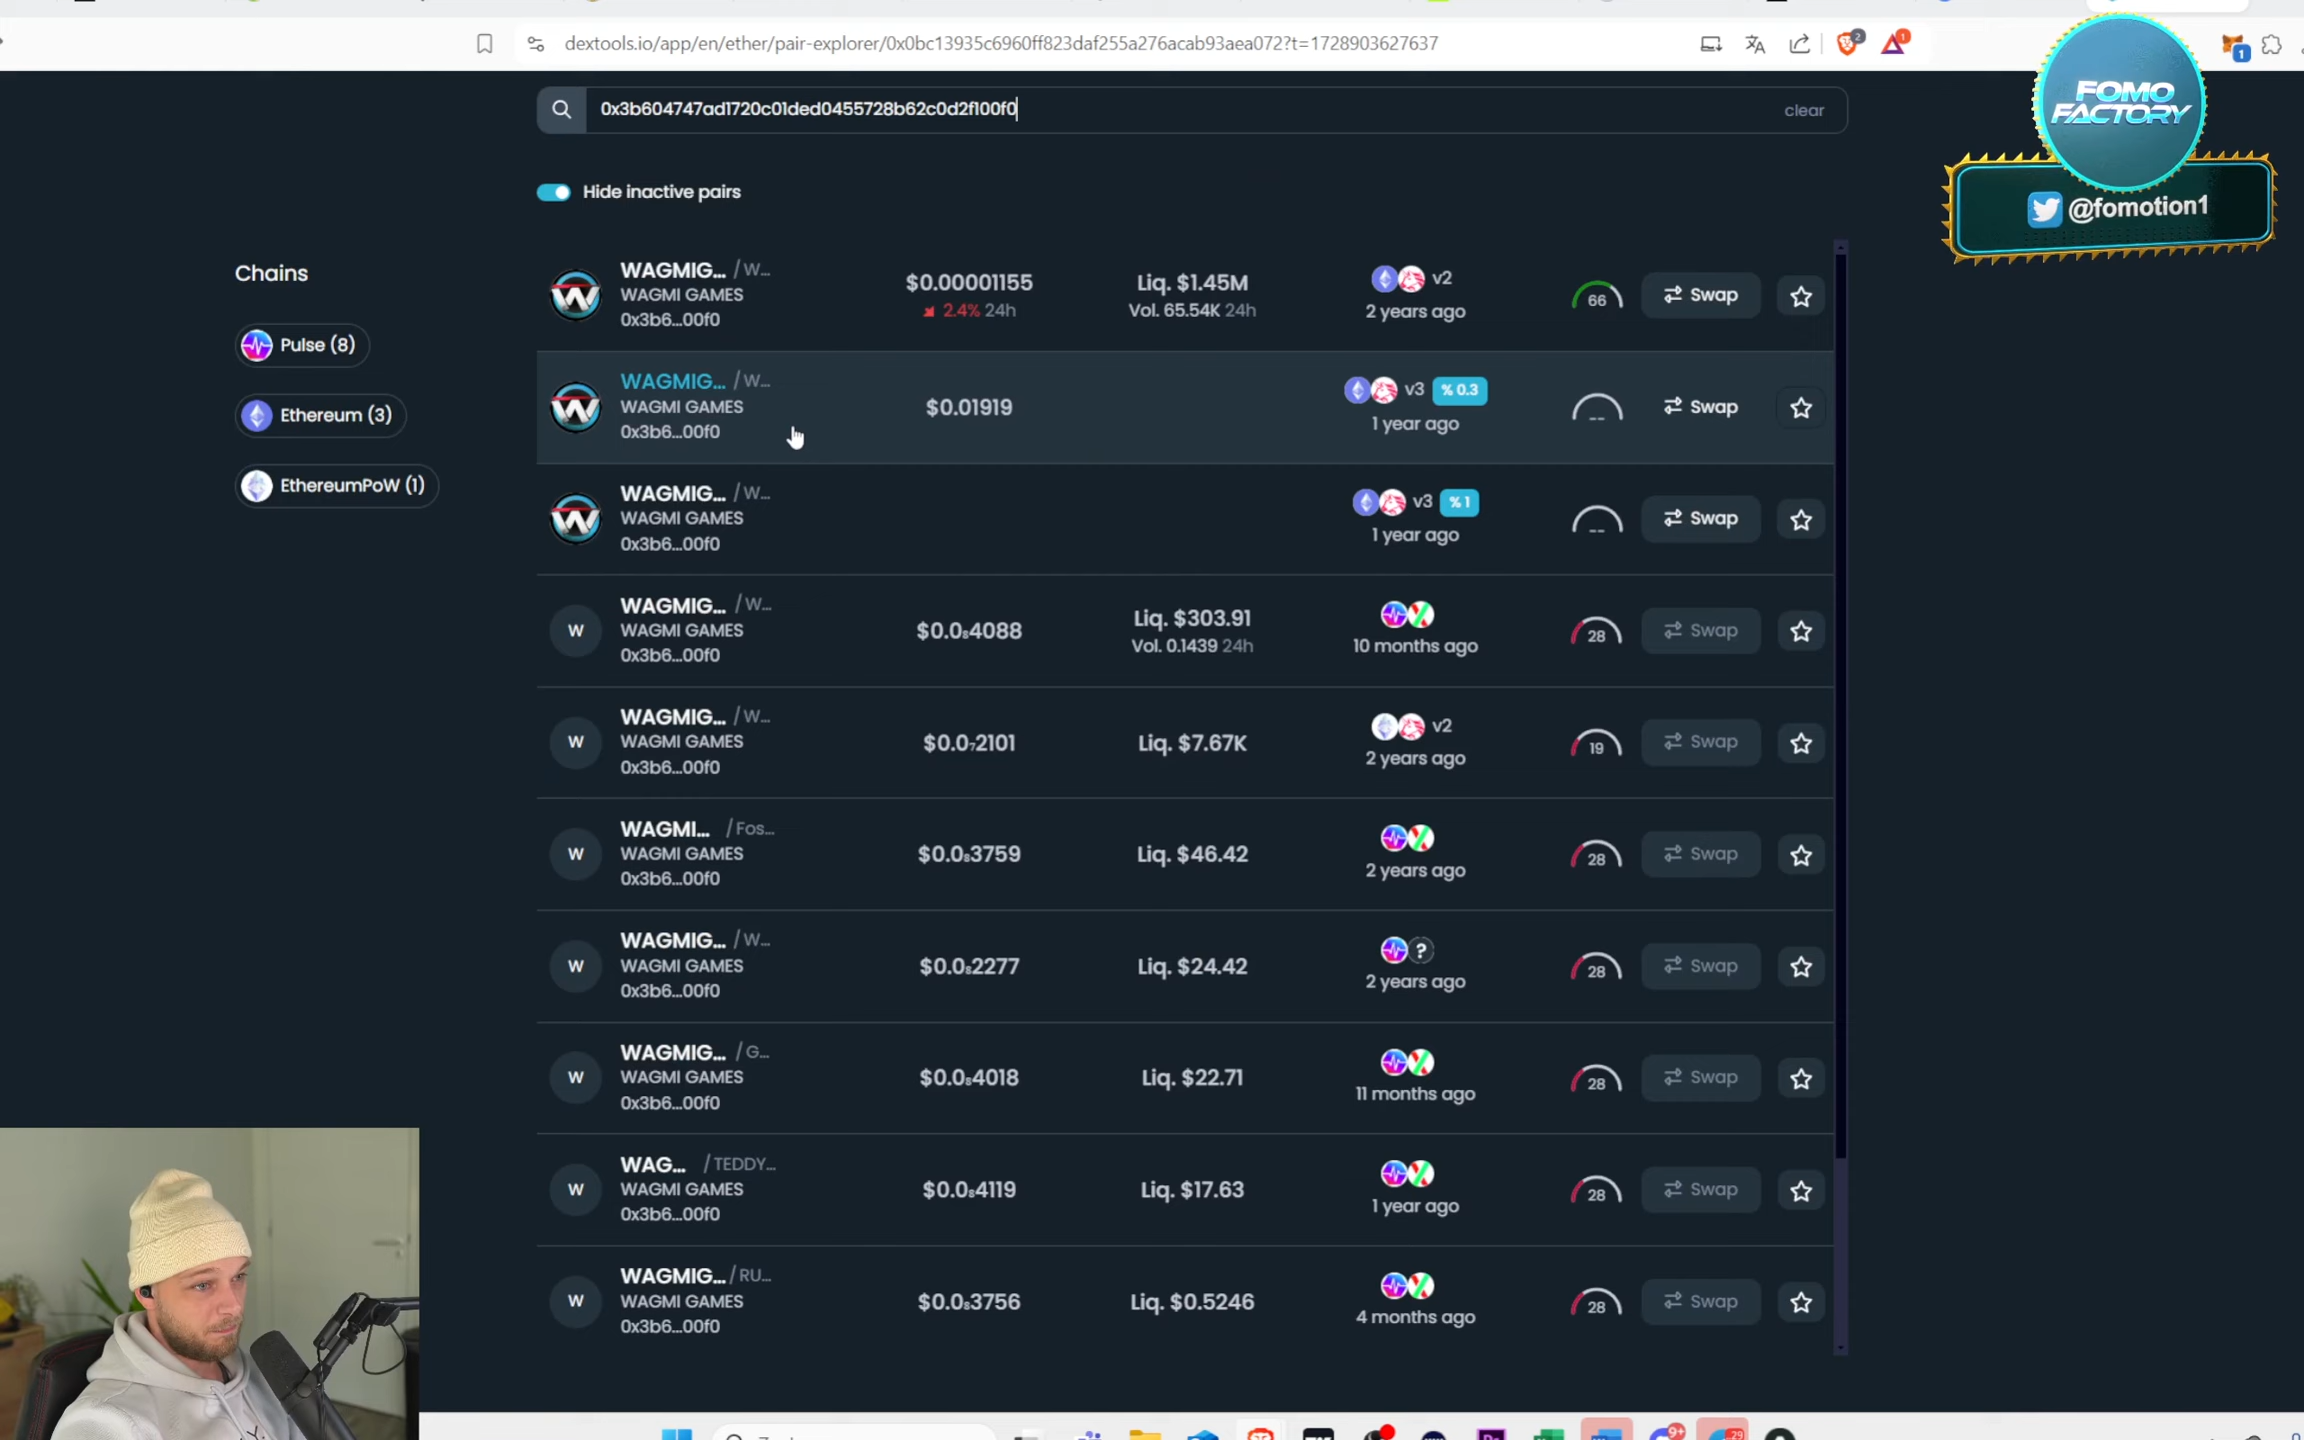 dextools.io/app/en/ether/pair-explorer/0x0bc13935c6960ff823daf255a276acab93aea072?t=1728903627637
2
1
1
FOMO
FACTORY
@fomotion1
0x3b604747ad1720c01ded0455728b62c0d2f100f0
clear
Hide inactive pairs
Chains
Pulse (8)
Ethereum (3)
EthereumPoW (1)
WAGMIG... /W... $0.00001155 Liq. $1.45M v2 66 Swap
WAGMI GAMES 2.4% 24h Vol. 65.54K 24h 2 years ago
0x3b6...00f0
WAGMIG... /W... $0.01919 v3 % 0.3 -- Swap
WAGMI GAMES 1 year ago
0x3b6...00f0
WAGMIG... /W... v3 % 1 -- Swap
WAGMI GAMES 1 year ago
0x3b6...00f0
W WAGMIG... /W... $0.0₈4088 Liq. $303.91 28 Swap
WAGMI GAMES Vol. 0.1439 24h 10 months ago
0x3b6...00f0
W WAGMIG... /W... $0.0₇2101 Liq. $7.67K v2 19 Swap
WAGMI GAMES 2 years ago
0x3b6...00f0
W WAGMI... /Fos... $0.0₈3759 Liq. $46.42 28 Swap
WAGMI GAMES 2 years ago
0x3b6...00f0
W WAGMIG... /W... $0.0₈2277 Liq. $24.42 ? 28 Swap
WAGMI GAMES 2 years ago
0x3b6...00f0
W WAGMIG... /G... $0.0₈4018 Liq. $22.71 28 Swap
WAGMI GAMES 11 months ago
0x3b6...00f0
W WAG... /TEDDY... $0.0₈4119 Liq. $17.63 28 Swap
WAGMI GAMES 1 year ago
0x3b6...00f0
W WAGMIG... /RU... $0.0₈3756 Liq. $0.5246 28 Swap
WAGMI GAMES 4 months ago
0x3b6...00f0
9+
29